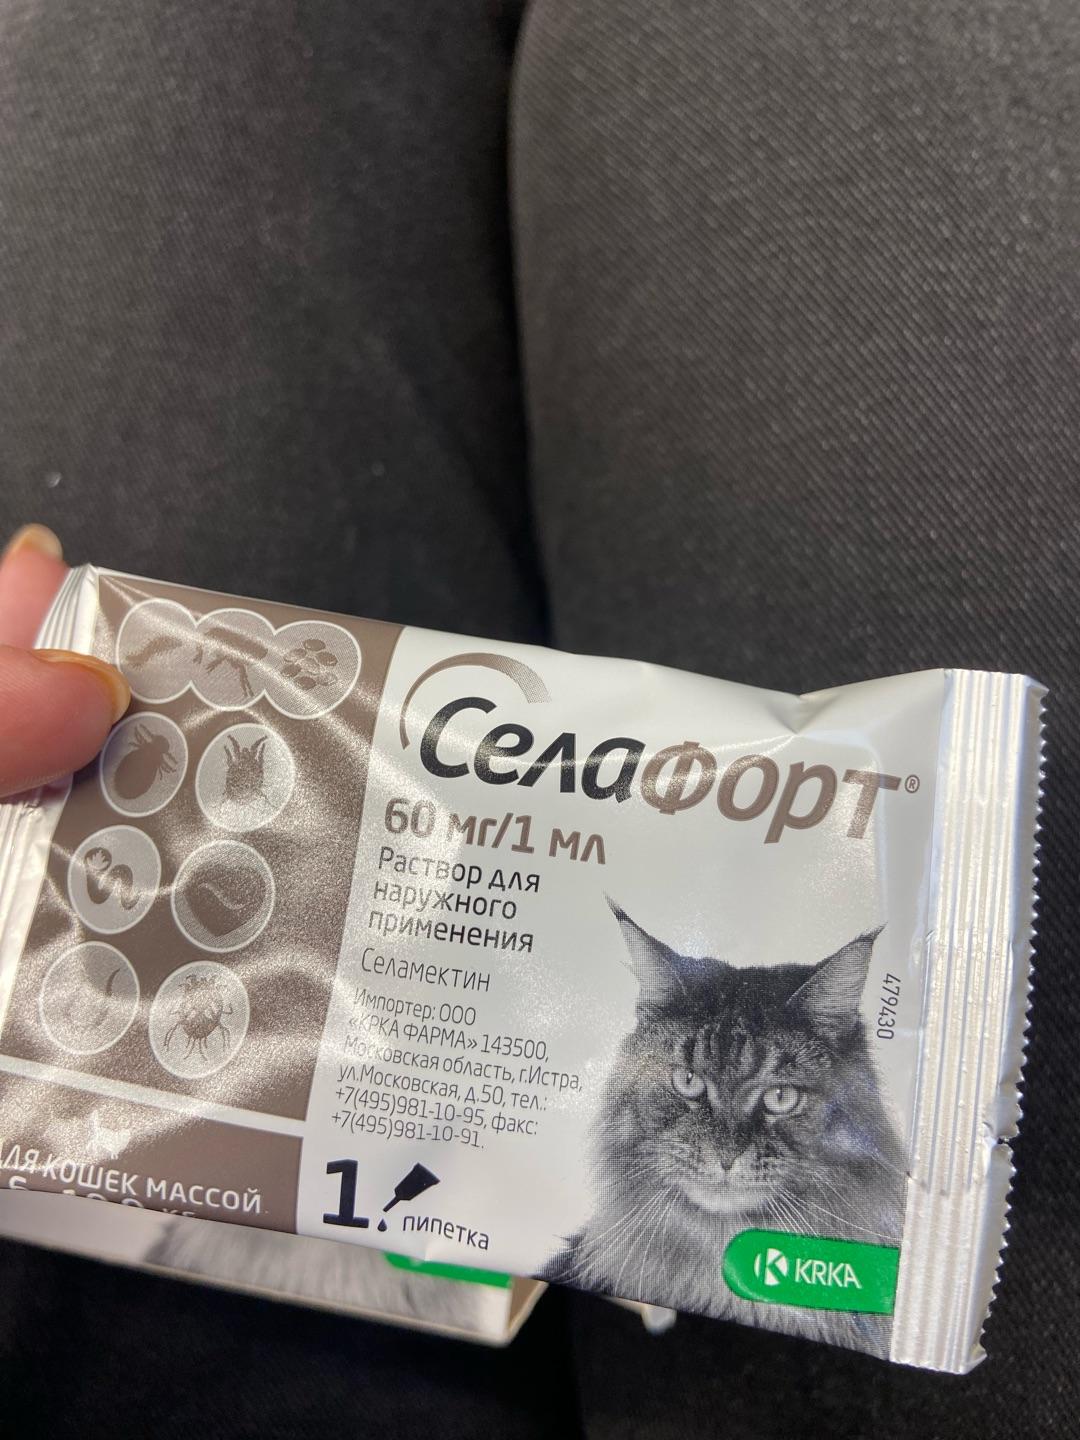 Селафорт®
60 мг/1 мл
Раствор для
наружного
применения
Селамектин
Импортер: ООО
«КРКА ФАРМА» 143500,
Московская область, г.Истра,
ул.Московская, д.50, тел.:
+7(495)981-10-95, факс:
+7(495)981-10-91.
1 пипетка
КОШЕК МАССОЙ
479430
KRKA